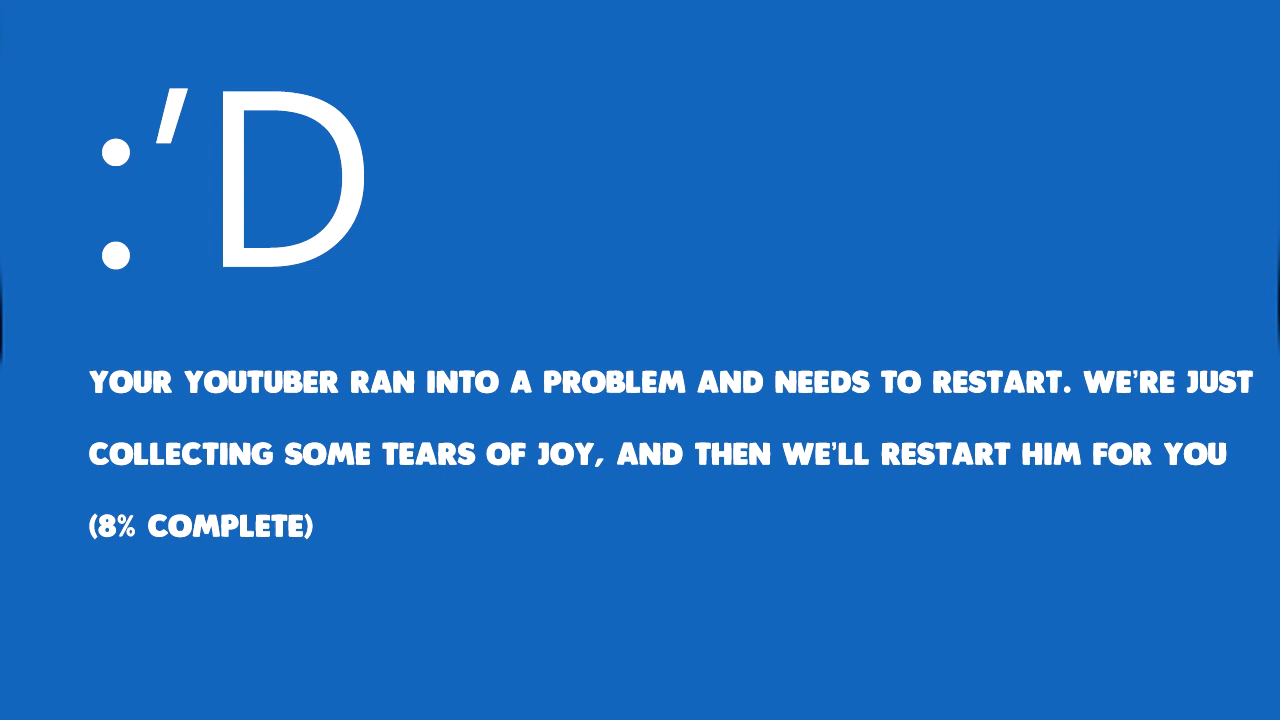 :’D
YOUR YOUTUBER RAN INTO A PROBLEM AND NEEDS TO RESTART. WE’RE JUST
COLLECTING SOME TEARS OF JOY, AND THEN WE’LL RESTART HIM FOR YOU
(8% COMPLETE)